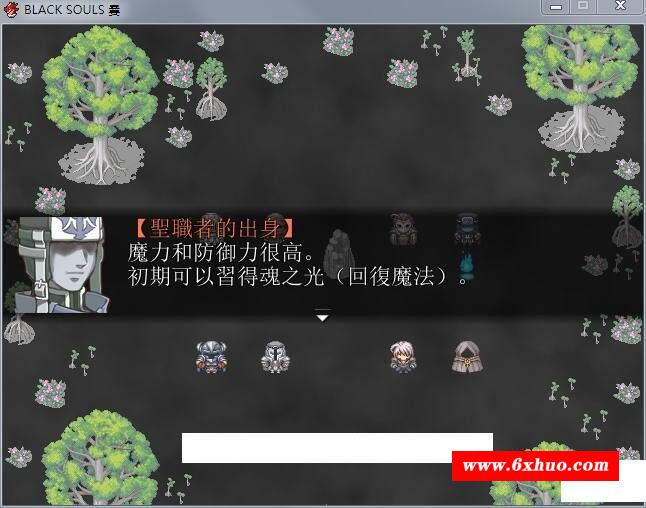 BLACK SOULS
【聖職者的出身】
魔力和防御力很高。
初期可以習得魂之光（回復魔法）。
www.6xhuo.com